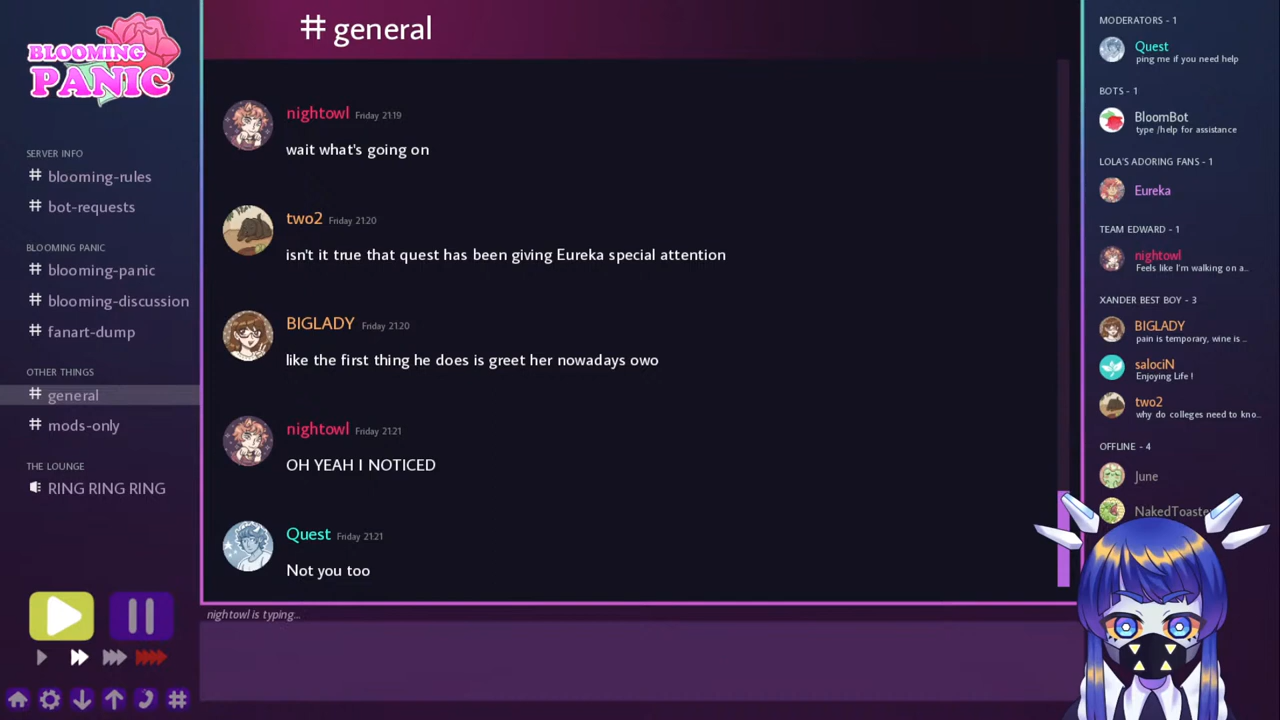 BLOOMING
PANIC
SERVER INFO
# blooming-rules
# bot-requests
BLOOMING PANIC
# blooming-panic
# blooming-discussion
# fanart-dump
OTHER THINGS
# general
# mods-only
THE LOUNGE
RING RING RING
# general
nightowl Friday 21:19
wait what's going on
two2 Friday 21:20
isn't it true that quest has been giving Eureka special attention
BIGLADY Friday 21:20
like the first thing he does is greet her nowadays owo
nightowl Friday 21:21
OH YEAH I NOTICED
Quest Friday 21:21
Not you too
nightowl is typing...
MODERATORS - 1
Quest
ping me if you need help
BOTS - 1
BloomBot
type /help for assistance
LOLA'S ADORING FANS - 1
Eureka
TEAM EDWARD - 1
nightowl
Feels like I'm walking on a..
XANDER BEST BOY - 3
BIGLADY
pain is temporary, wine is ..
salociN
Enjoying Life !
two2
why do colleges need to kno..
OFFLINE - 4
June
NakedToaste